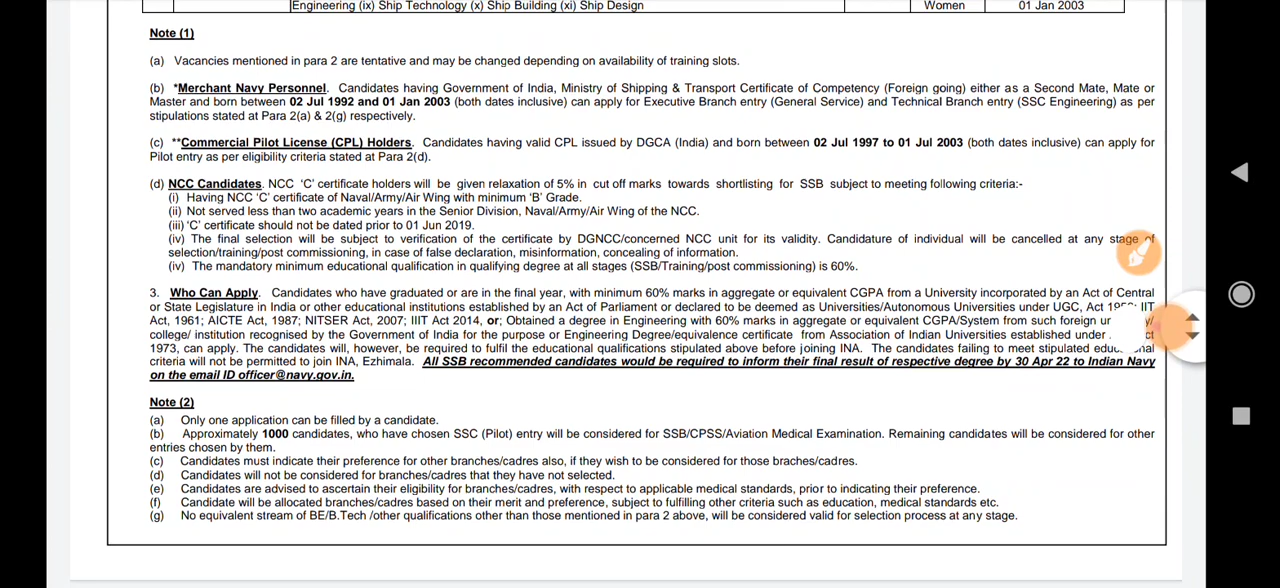 Engineering (ix) Ship Technology (x) Ship Building (xi) Ship Design Women 01 Jan 2003
Note (1)
(a) Vacancies mentioned in para 2 are tentative and may be changed depending on availability of training slots.
(b) *Merchant Navy Personnel. Candidates having Government of India, Ministry of Shipping & Transport Certificate of Competency (Foreign going) either as a Second Mate, Mate or
Master and born between 02 Jul 1992 and 01 Jan 2003 (both dates inclusive) can apply for Executive Branch entry (General Service) and Technical Branch entry (SSC Engineering) as per
stipulations stated at Para 2(a) & 2(g) respectively.
(c) **Commercial Pilot License (CPL) Holders. Candidates having valid CPL issued by DGCA (India) and born between 02 Jul 1997 to 01 Jul 2003 (both dates inclusive) can apply for
Pilot entry as per eligibility criteria stated at Para 2(d).
(d) NCC Candidates. NCC 'C' certificate holders will be given relaxation of 5% in cut off marks towards shortlisting for SSB subject to meeting following criteria:-
(i) Having NCC 'C' certificate of Naval/Army/Air Wing with minimum 'B' Grade.
(ii) Not served less than two academic years in the Senior Division, Naval/Army/Air Wing of the NCC.
(iii) 'C' certificate should not be dated prior to 01 Jun 2019.
(iv) The final selection will be subject to verification of the certificate by DGNCC/concerned NCC unit for its validity. Candidature of individual will be cancelled at any stage of
selection/training/post commissioning, in case of false declaration, misinformation, concealing of information.
(iv) The mandatory minimum educational qualification in qualifying degree at all stages (SSB/Training/post commissioning) is 60%.
3. Who Can Apply. Candidates who have graduated or are in the final year, with minimum 60% marks in aggregate or equivalent CGPA from a University incorporated by an Act of Central
or State Legislature in India or other educational institutions established by an Act of Parliament or declared to be deemed as Universities/Autonomous Universities under UGC, Act IIT
Act, 1961; AICTE Act, 1987; NITSER Act, 2007; IIIT Act 2014, or; Obtained a degree in Engineering with 60% marks in aggregate or equivalent CGPA/System from such foreign
college/ institution recognised by the Government of India for the purpose or Engineering Degree/equivalence certificate from Association of Indian Universities established under
1973, can apply. The candidates will, however, be required to fulfil the educational qualifications stipulated above before joining INA. The candidates failing to meet stipulated
criteria will not be permitted to join INA, Ezhimala. All SSB recommended candidates would be required to inform their final result of respective degree by 30 Apr 22 to Indian Navy
on the email ID officer@navy.gov.in.
Note (2)
(a) Only one application can be filled by a candidate.
(b) Approximately 1000 candidates, who have chosen SSC (Pilot) entry will be considered for SSB/CPSS/Aviation Medical Examination. Remaining candidates will be considered for other
entries chosen by them.
(c) Candidates must indicate their preference for other branches/cadres also, if they wish to be considered for those braches/cadres.
(d) Candidates will not be considered for branches/cadres that they have not selected.
(e) Candidates are advised to ascertain their eligibility for branches/cadres, with respect to applicable medical standards, prior to indicating their preference.
(f) Candidate will be allocated branches/cadres based on their merit and preference, subject to fulfilling other criteria such as education, medical standards etc.
(g) No equivalent stream of BE/B.Tech /other qualifications other than those mentioned in para 2 above, will be considered valid for selection process at any stage.